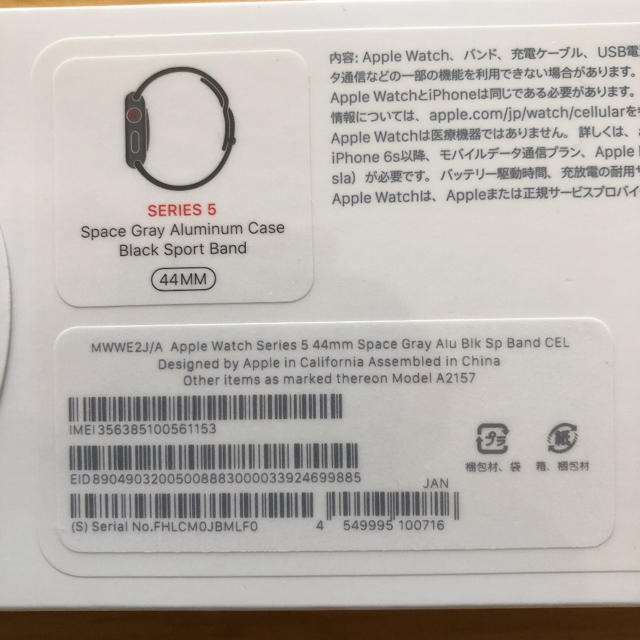 内容: Apple Watch、バンド、充電ケーブル、USB電
タ通信などの一部の機能を利用できない場合があります。
Apple WatchとiPhoneは同じである必要があります。
情報については、apple.com/jp/watch/cellularを
Apple Watchは医療機器ではありません。 詳しくは、a
iPhone 6s以降、モバイルデータ通信プラン、Apple
sla）が必要です。バッテリー駆動時間、充放電の耐用サ
Apple Watchは、Appleまたは正規サービスプロバイ
SERIES 5
Space Gray Aluminum Case
Black Sport Band
44MM
MWWE2J/A Apple Watch Series 5 44mm Space Gray Alu Blk Sp Band CEL
Designed by Apple in California Assembled in China
Other items as marked thereon Model A2157
IMEI 356385100561153
EID 89049032005008883000033924699885
JAN
(S) Serial No.FHLCM0JBMLF0
4 549995 100716
プラ
紙
梱包材、袋
箱、梱包材